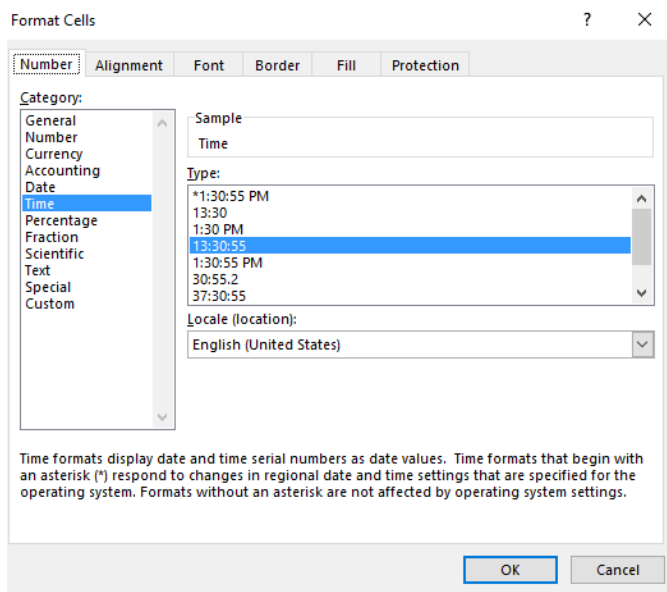 Format Cells
?
Number Alignment Font Border Fill Protection
Category:
General
Number
Currency
Accounting
Date
Time
Percentage
Fraction
Scientific
Text
Special
Custom
Sample
Time
Type:
*1:30:55 PM
13:30
1:30 PM
13:30:55
1:30:55 PM
30:55.2
37:30:55
Locale (location):
English (United States)
Time formats display date and time serial numbers as date values.  Time formats that begin with
an asterisk (*) respond to changes in regional date and time settings that are specified for the
operating system. Formats without an asterisk are not affected by operating system settings.
OK Cancel